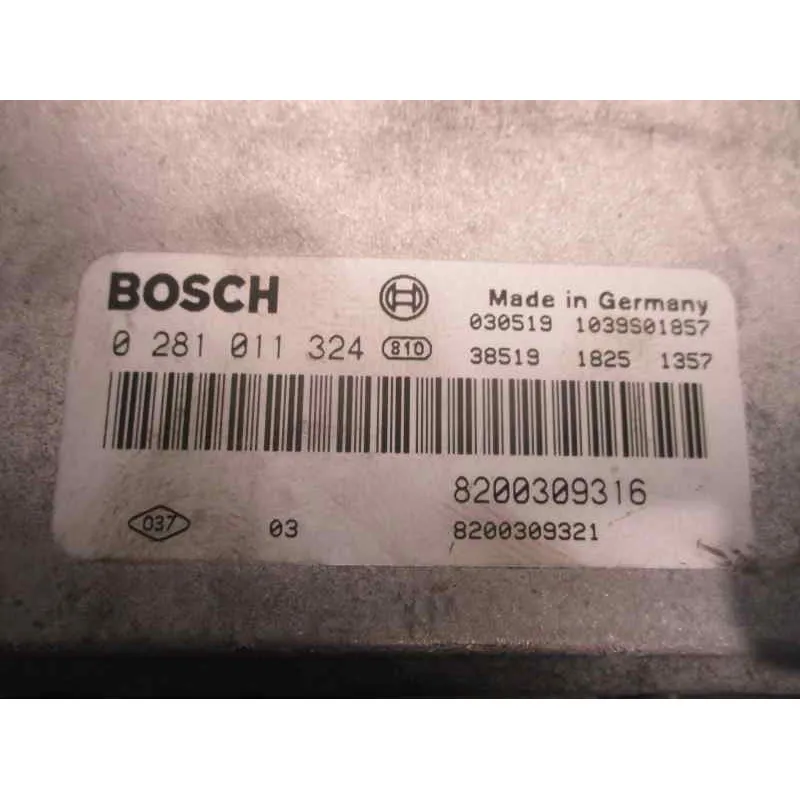 BOSCH
Made in Germany
030519 1039S01857
0 281 011 324 810
38519 1825 1357
8200309316
037 03 8200309321